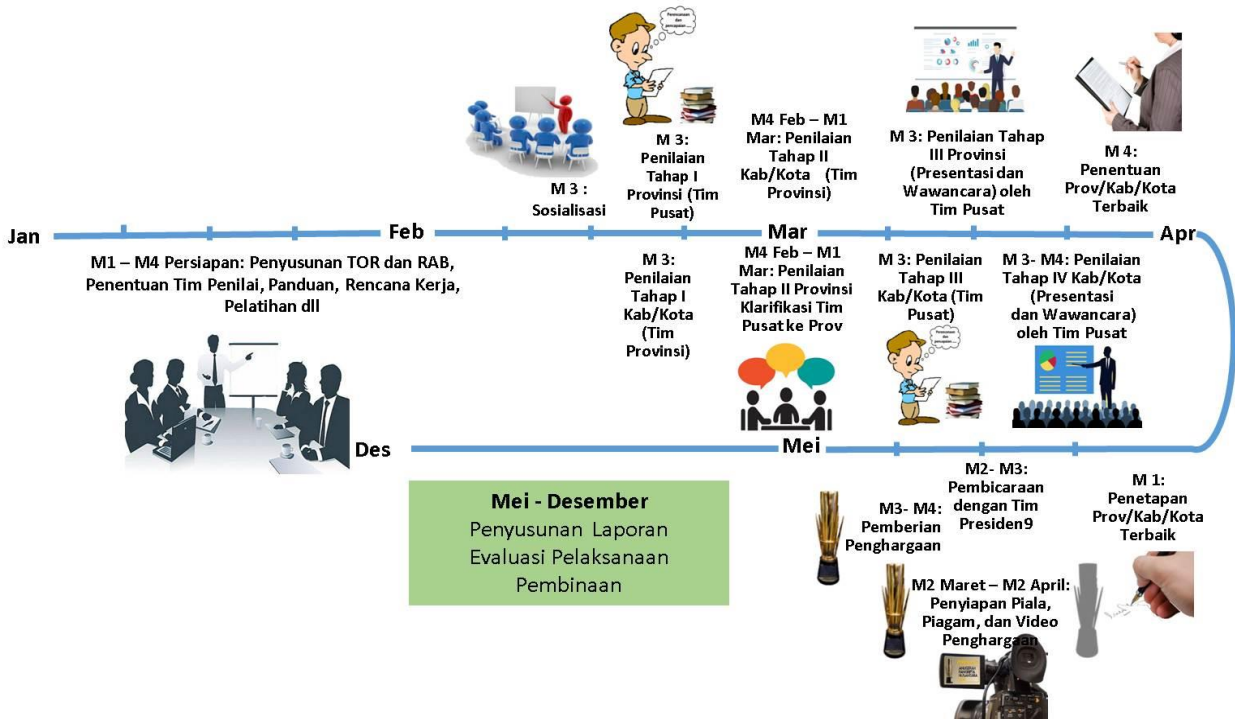 Perencanaan
dan
percapaian ....
M 3 :
Sosialisasi
M 3:
Penilaian
Tahap I
Provinsi (Tim
Pusat)
M4 Feb – M1
Mar: Penilaian
Tahap II
Kab/Kota (Tim
Provinsi)
M 3: Penilaian Tahap
III Provinsi
(Presentasi dan
Wawancara) oleh
Tim Pusat
M 4:
Penentuan
Prov/Kab/Kota
Terbaik
Jan
Feb
Mar
Apr
M1 – M4 Persiapan: Penyusunan TOR dan RAB,
Penentuan Tim Penilai, Panduan, Rencana Kerja,
Pelatihan dll
M 3:
Penilaian
Tahap I
Kab/Kota
(Tim
Provinsi)
M4 Feb – M1
Mar: Penilaian
Tahap II Provinsi
Klarifikasi Tim
Pusat ke Prov
M 3: Penilaian
Tahap III
Kab/Kota (Tim
Pusat)
M 3- M4: Penilaian
Tahap IV Kab/Kota
(Presentasi
dan Wawancara)
oleh Tim Pusat
Des
Mei
Mei - Desember
Penyusunan Laporan
Evaluasi Pelaksanaan
Pembinaan
M3- M4:
Pemberian
Penghargaan
M2- M3:
Pembicaraan
dengan Tim
Presiden9
M 1:
Penetapan
Prov/Kab/Kota
Terbaik
M2 Maret – M2 April:
Penyiapan Piala,
Piagam, dan Video
Penghargaan